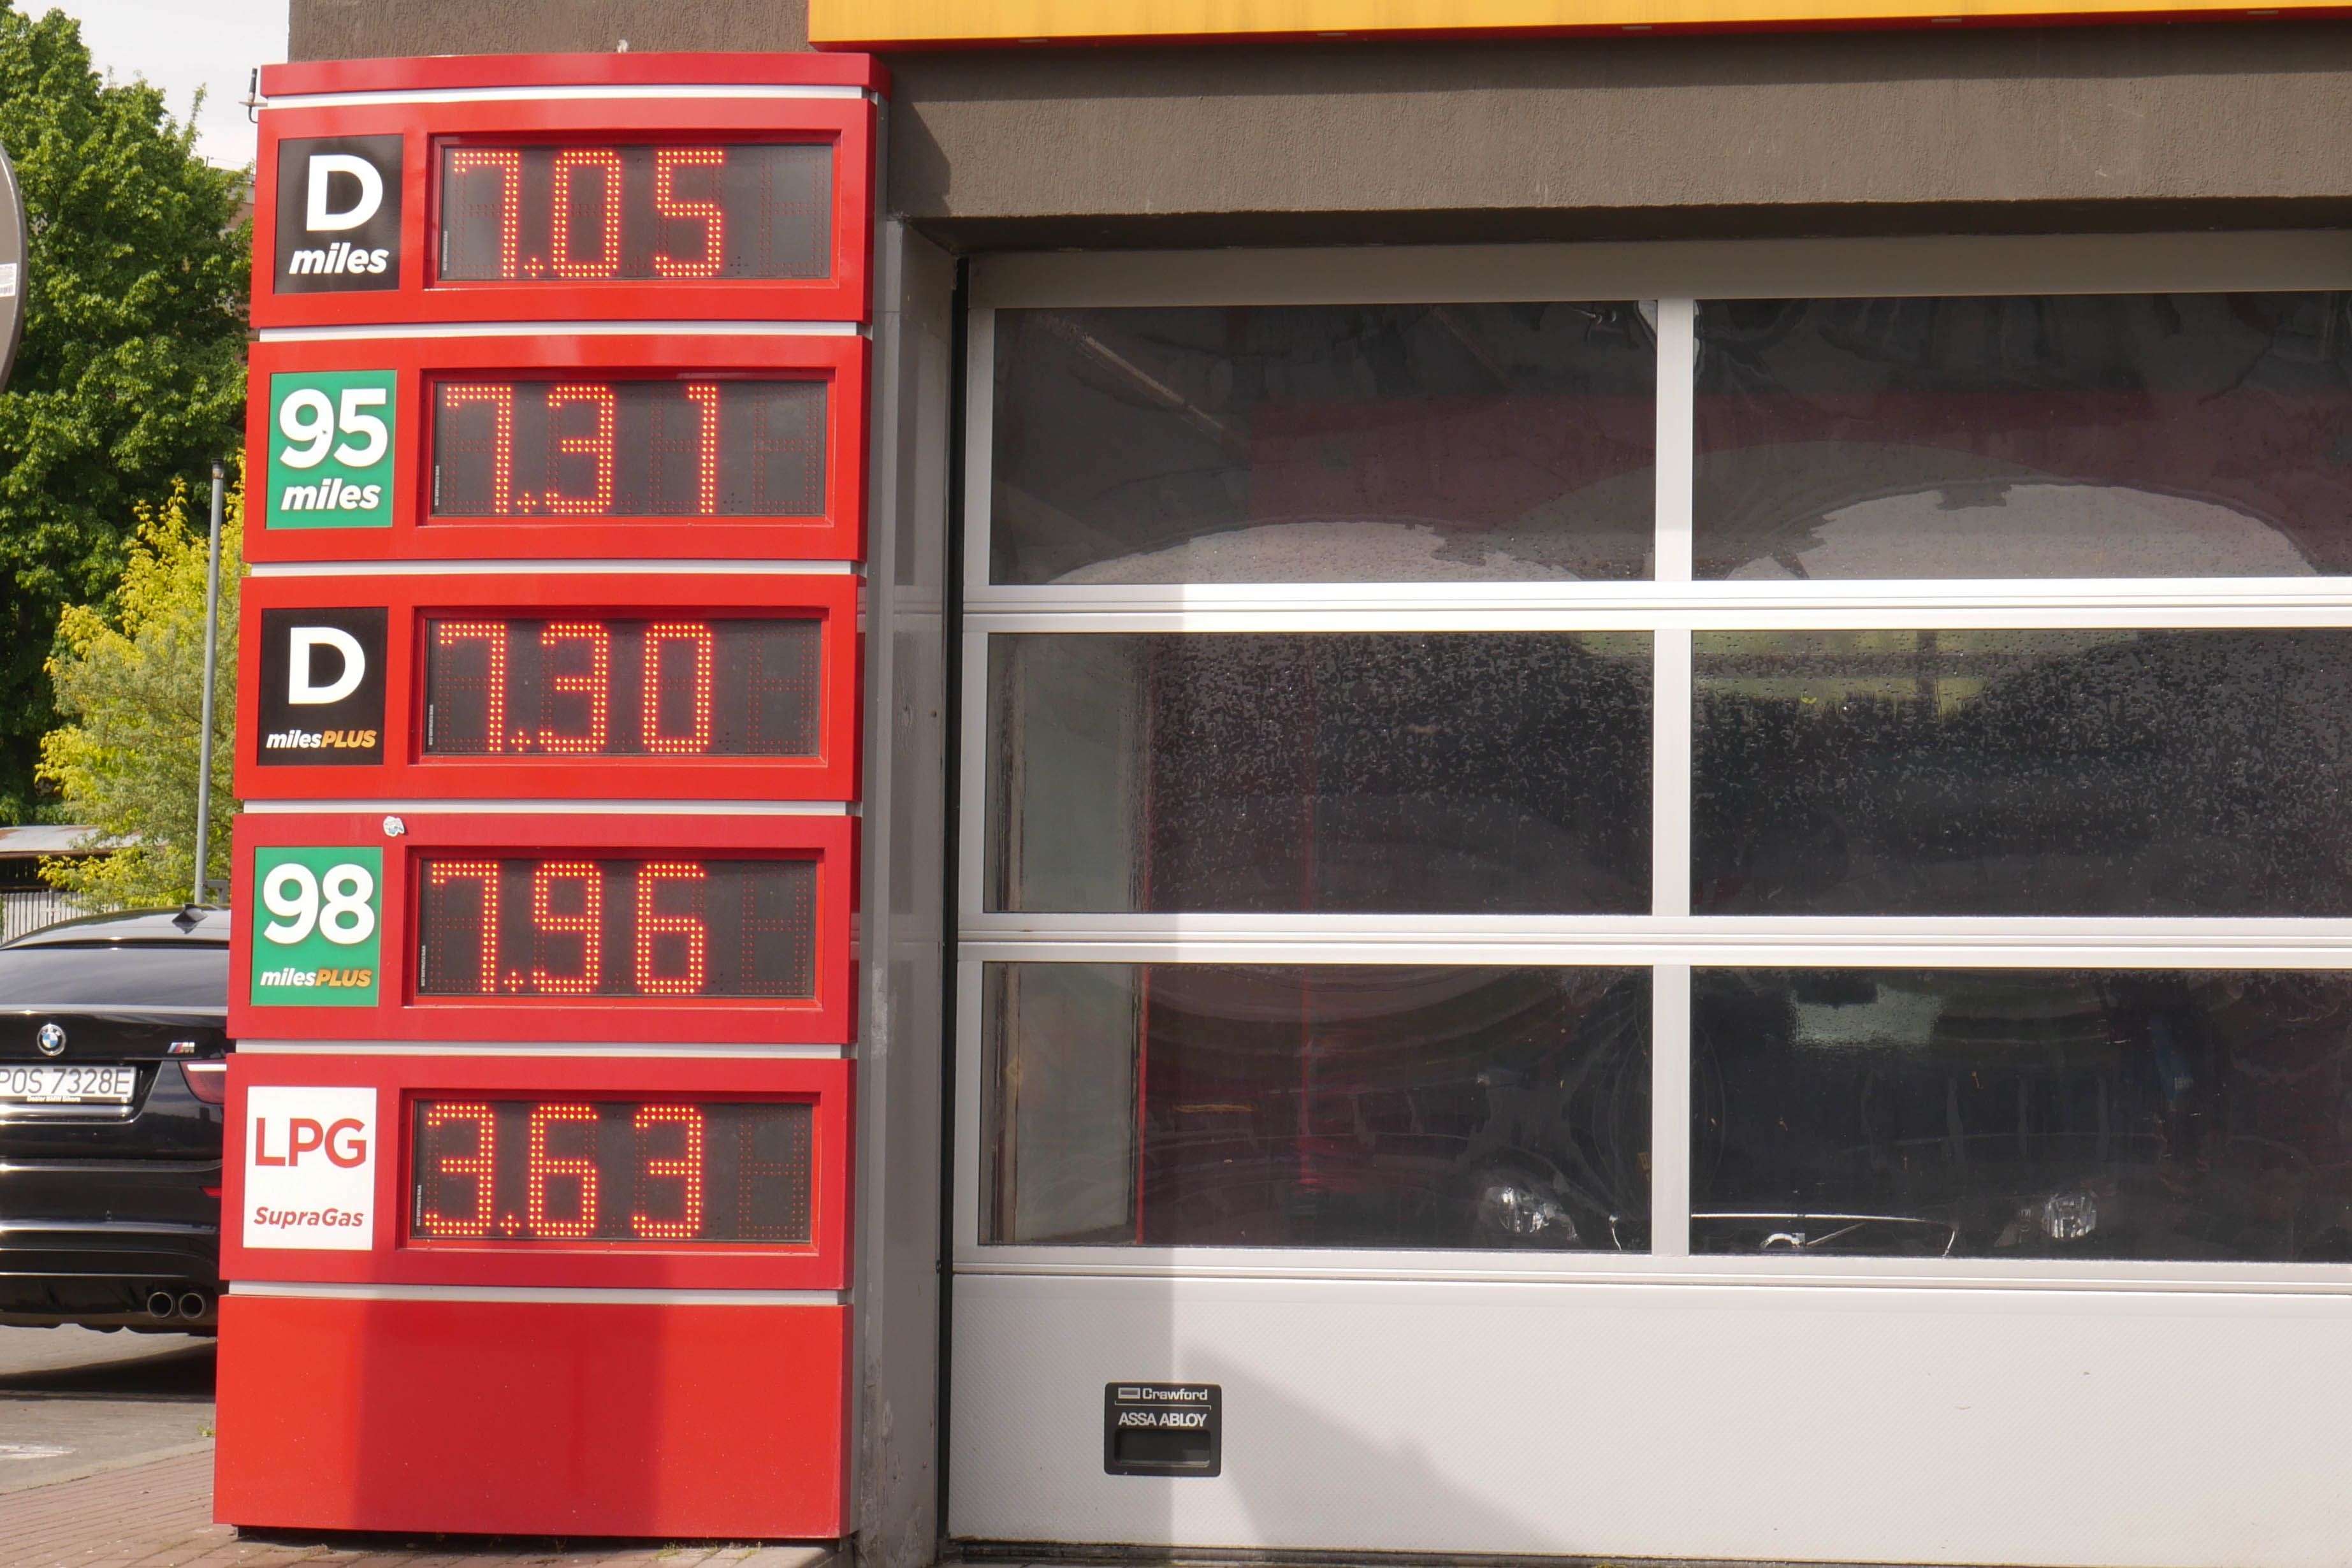 D
miles
7.05
95
miles
7.31
D
milesPLUS
7.30
98
milesPLUS
7.96
LPG
SupraGas
3.63
POS 7328E
Crawford
ASSA ABLOY